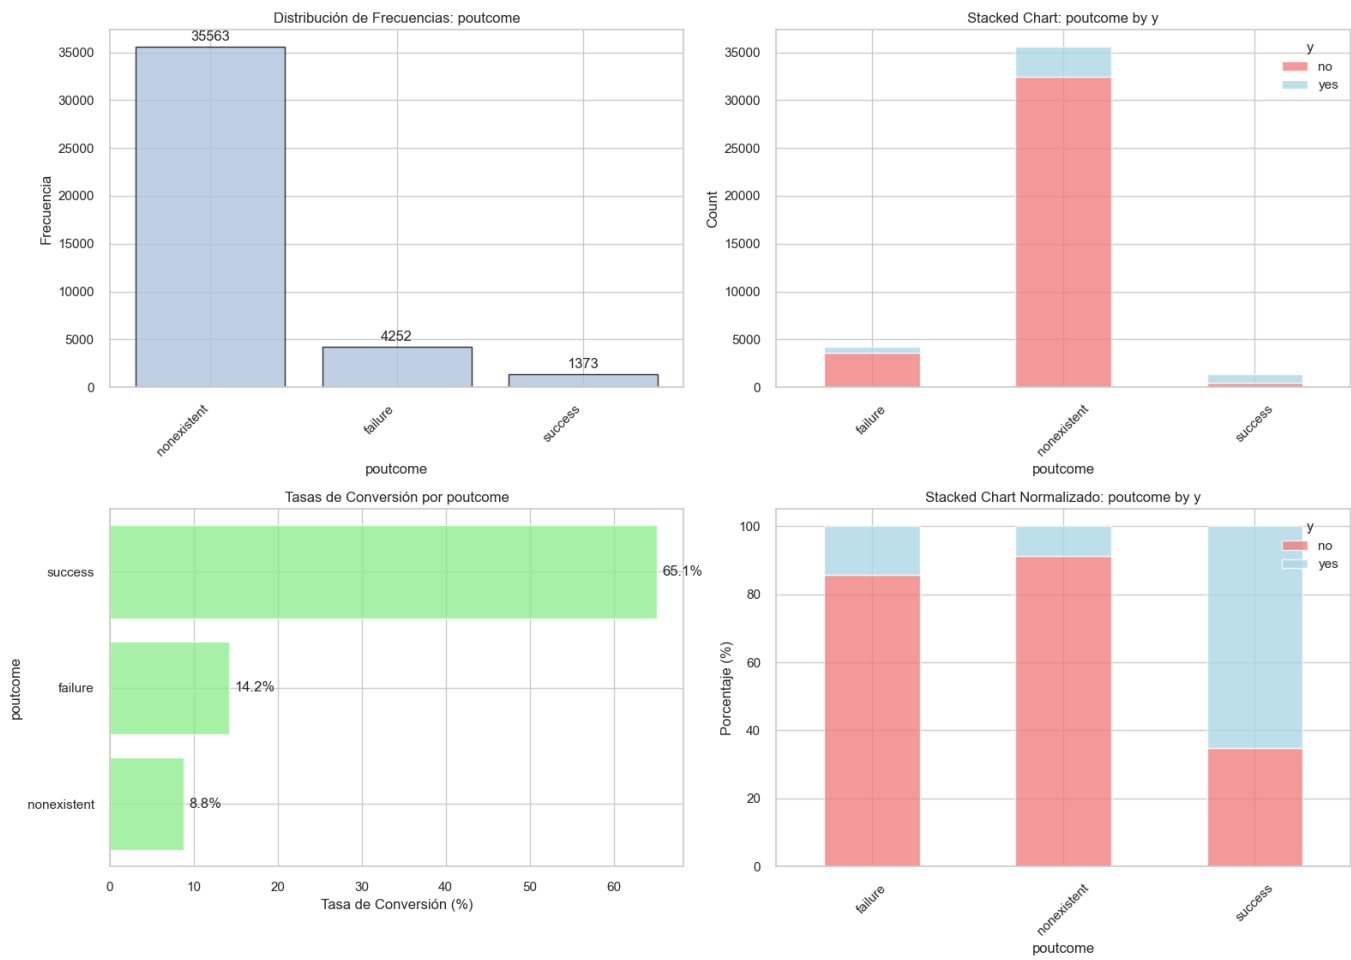 Distribución de Frecuencias: poutcome
35563
4252
1373
35000
30000
25000
20000
15000
10000
5000
0
Frecuencia
nonexistent
failure
success
poutcome
Stacked Chart: poutcome by y
y
no
yes
35000
30000
25000
20000
15000
10000
5000
0
Count
failure
nonexistent
success
poutcome
Tasas de Conversión por poutcome
success
65.1%
failure
14.2%
nonexistent
8.8%
poutcome
0
10
20
30
40
50
60
Tasa de Conversión (%)
Stacked Chart Normalizado: poutcome by y
y
no
yes
100
80
60
40
20
0
Porcentaje (%)
failure
nonexistent
success
poutcome